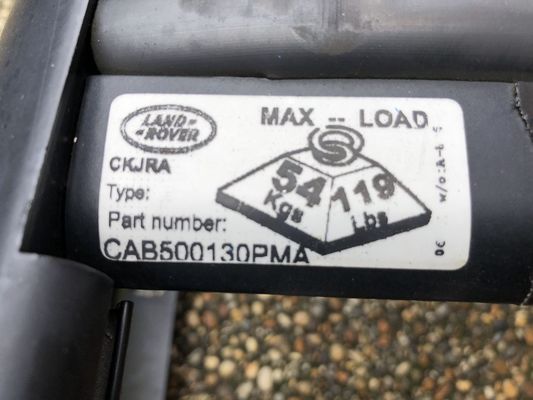 LAND-
-ROVER
MAX -- LOAD
CKJRA
Type:
Part number:
CAB500130PMA
54
Kgs
119
Lbs